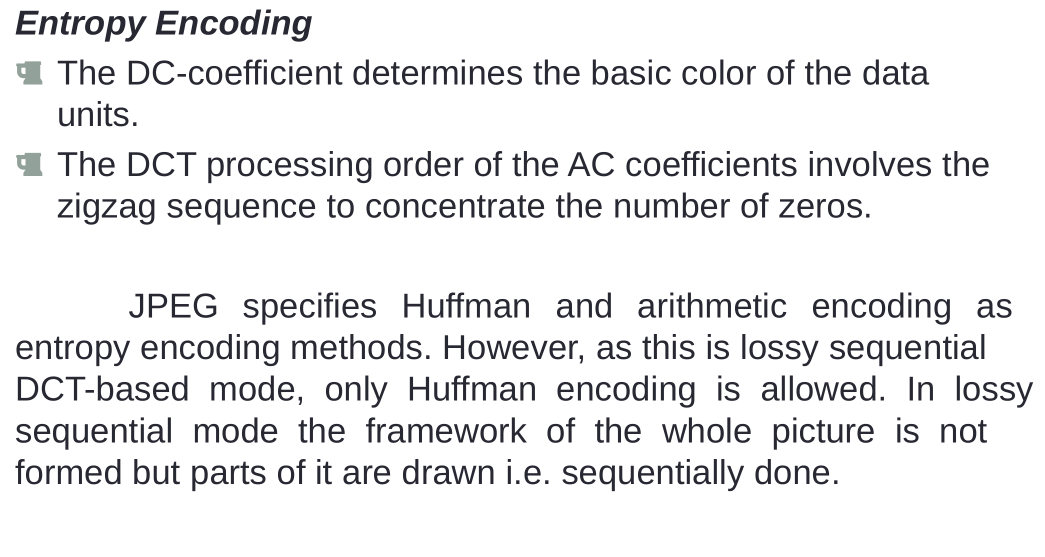 Entropy Encoding
The DC-coefficient determines the basic color of the data
units.
The DCT processing order of the AC coefficients involves the
zigzag sequence to concentrate the number of zeros.
JPEG specifies Huffman and arithmetic encoding as
entropy encoding methods. However, as this is lossy sequential
DCT-based mode, only Huffman encoding is allowed. In lossy
sequential mode the framework of the whole picture is not
formed but parts of it are drawn i.e. sequentially done.